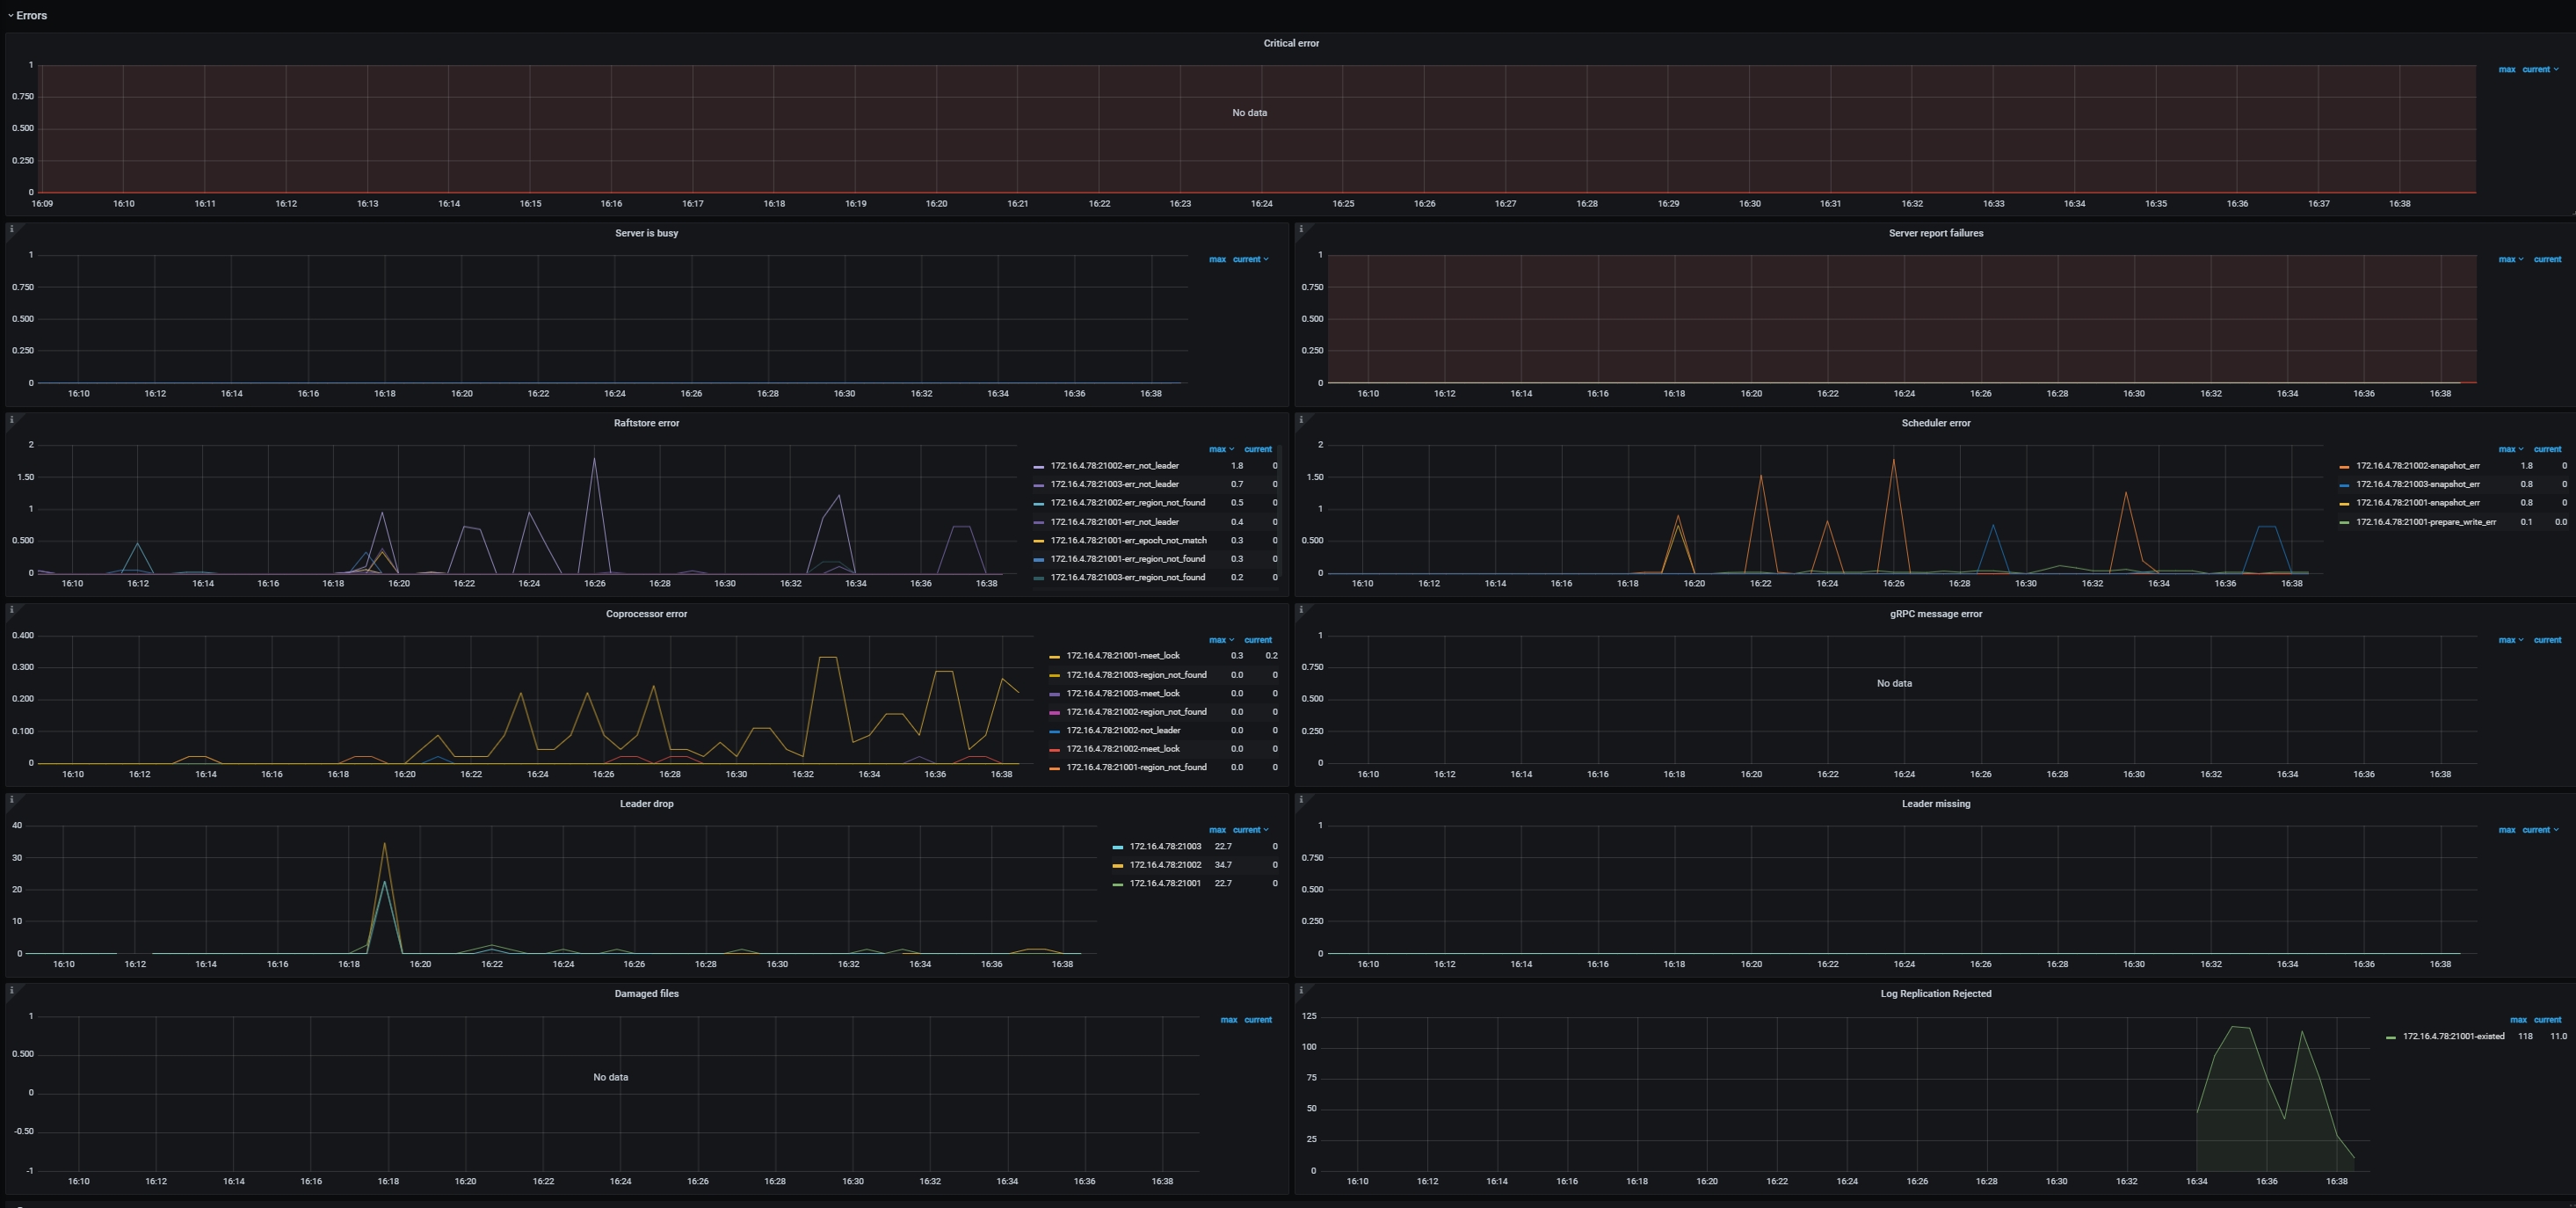 Errors
Critical error
max current
1
0.750
0.500
0.250
0
No data
16:09 16:10 16:11 16:12 16:13 16:14 16:15 16:16 16:17 16:18 16:19 16:20 16:21 16:22 16:23 16:24 16:25 16:26 16:27 16:28 16:29 16:30 16:31 16:32 16:33 16:34 16:35 16:36 16:37 16:38
Server is busy
max current
1
0.750
0.500
0.250
0
16:10 16:12 16:14 16:16 16:18 16:20 16:22 16:24 16:26 16:28 16:30 16:32 16:34 16:36 16:38
Server report failures
max current
1
0.750
0.500
0.250
0
16:10 16:12 16:14 16:16 16:18 16:20 16:22 16:24 16:26 16:28 16:30 16:32 16:34 16:36 16:38
Raftstore error
2
1.50
1
0.500
0
16:10 16:12 16:14 16:16 16:18 16:20 16:22 16:24 16:26 16:28 16:30 16:32 16:34 16:36 16:38
max current
172.16.4.78:21002-err_not_leader 1.8 0
172.16.4.78:21003-err_not_leader 0.7 0
172.16.4.78:21002-err_region_not_found 0.5 0
172.16.4.78:21001-err_not_leader 0.4 0
172.16.4.78:21001-err_epoch_not_match 0.3 0
172.16.4.78:21001-err_region_not_found 0.3 0
172.16.4.78:21003-err_region_not_found 0.2 0
Scheduler error
2
1.50
1
0.500
0
16:10 16:12 16:14 16:16 16:18 16:20 16:22 16:24 16:26 16:28 16:30 16:32 16:34 16:36 16:38
max current
172.16.4.78:21002-snapshot_err 1.8 0
172.16.4.78:21003-snapshot_err 0.8 0
172.16.4.78:21001-snapshot_err 0.8 0
172.16.4.78:21001-prepare_write_err 0.1 0.0
Coprocessor error
0.400
0.300
0.200
0.100
0
16:10 16:12 16:14 16:16 16:18 16:20 16:22 16:24 16:26 16:28 16:30 16:32 16:34 16:36 16:38
max current
172.16.4.78:21001-meet_lock 0.3 0.2
172.16.4.78:21003-region_not_found 0.0 0
172.16.4.78:21003-meet_lock 0.0 0
172.16.4.78:21002-region_not_found 0.0 0
172.16.4.78:21002-not_leader 0.0 0
172.16.4.78:21002-meet_lock 0.0 0
172.16.4.78:21001-region_not_found 0.0 0
gRPC message error
max current
1
0.750
0.500
0.250
0
No data
16:10 16:12 16:14 16:16 16:18 16:20 16:22 16:24 16:26 16:28 16:30 16:32 16:34 16:36 16:38
Leader drop
40
30
20
10
0
16:10 16:12 16:14 16:16 16:18 16:20 16:22 16:24 16:26 16:28 16:30 16:32 16:34 16:36 16:38
max current
172.16.4.78:21003 22.7 0
172.16.4.78:21002 34.7 0
172.16.4.78:21001 22.7 0
Leader missing
max current
1
0.750
0.500
0.250
0
16:10 16:12 16:14 16:16 16:18 16:20 16:22 16:24 16:26 16:28 16:30 16:32 16:34 16:36 16:38
Damaged files
max current
1
0.500
0
-0.50
-1
No data
16:10 16:12 16:14 16:16 16:18 16:20 16:22 16:24 16:26 16:28 16:30 16:32 16:34 16:36 16:38
Log Replication Rejected
125
100
75
50
25
0
16:10 16:12 16:14 16:16 16:18 16:20 16:22 16:24 16:26 16:28 16:30 16:32 16:34 16:36 16:38
max current
172.16.4.78:21001-existed 118 11.0